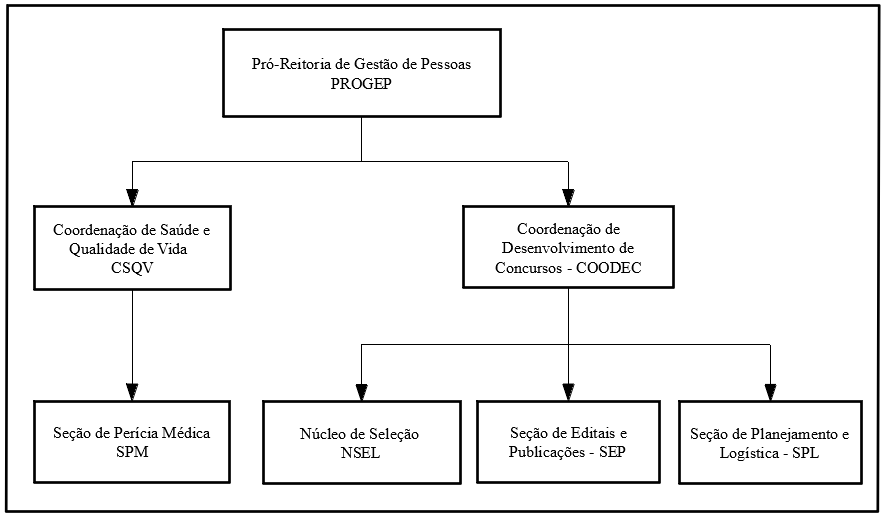 Pró-Reitoria de Gestão de Pessoas
PROGEP
Coordenação de Saúde e
Qualidade de Vida
CSQV
Coordenação de
Desenvolvimento de
Concursos - COODEC
Seção de Perícia Médica
SPM
Núcleo de Seleção
NSEL
Seção de Editais e
Publicações - SEP
Seção de Planejamento e
Logística - SPL